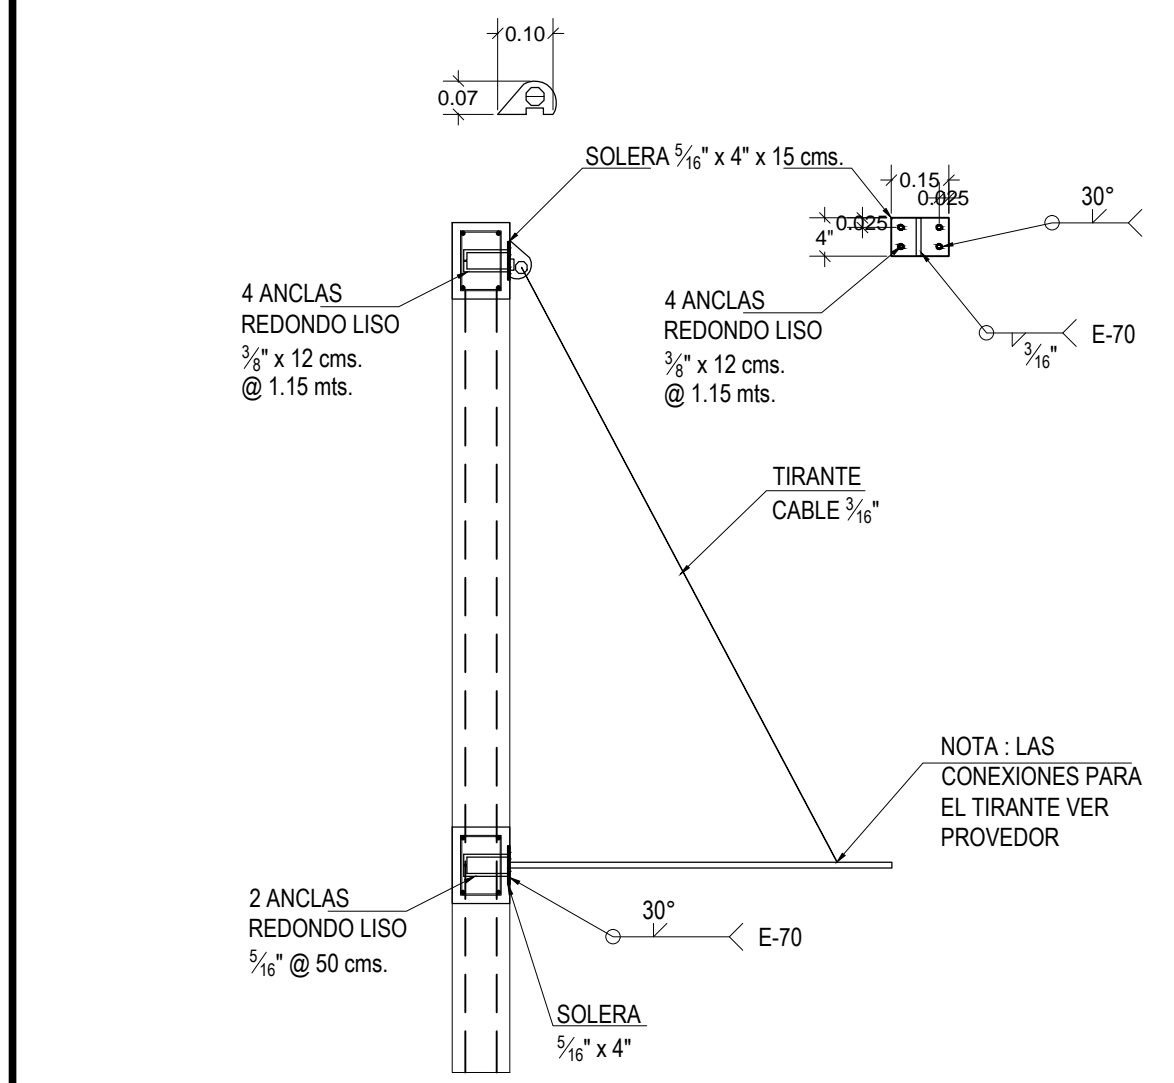 0.10
0.07
SOLERA 5/16" x 4" x 15 cms.
0.15
0.025
0.025
4"
30°
4 ANCLAS
REDONDO LISO
3/8" x 12 cms.
@ 1.15 mts.
4 ANCLAS
REDONDO LISO
3/8" x 12 cms.
@ 1.15 mts.
E-70
3/16"
TIRANTE
CABLE 3/16"
NOTA : LAS
CONEXIONES PARA
EL TIRANTE VER
PROVEDOR
2 ANCLAS
REDONDO LISO
5/16" @ 50 cms.
30°
E-70
SOLERA
5/16" x 4"